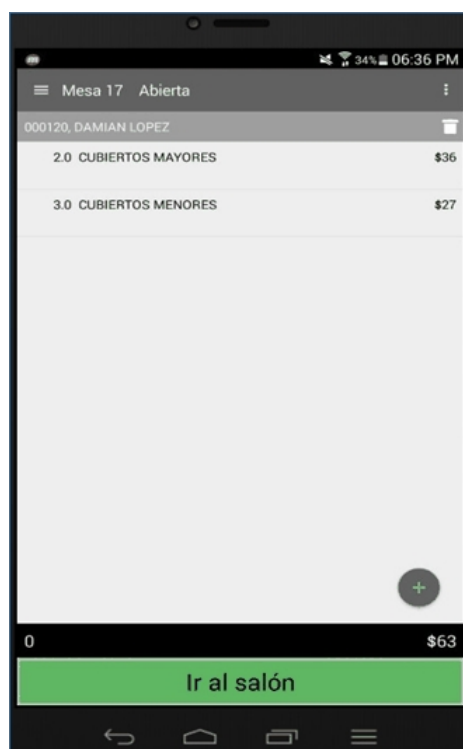 34% 06:36 PM
Mesa 17 Abierta
000120, DAMIAN LOPEZ
2.0 CUBIERTOS MAYORES $36
3.0 CUBIERTOS MENORES $27
+
0 $63
Ir al salón